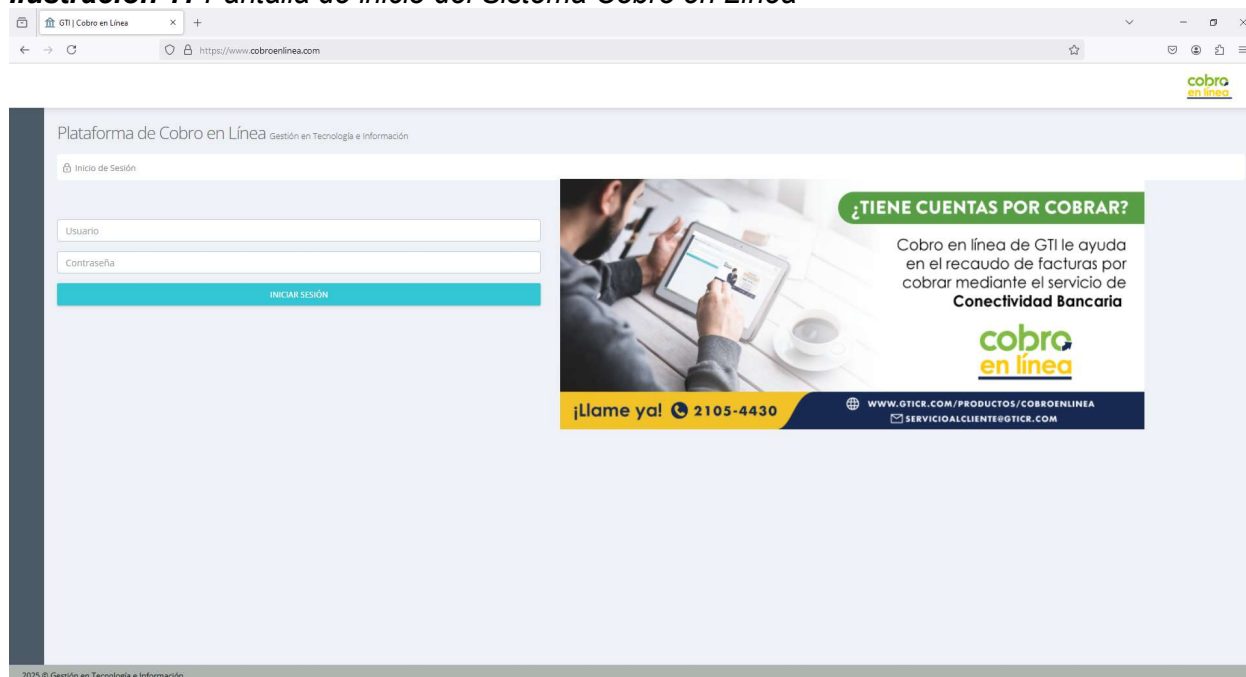 Ilustración 1. Pantalla de inicio del Sistema Cobro en Línea
GTI | Cobro en Línea
https://www.cobroenlinea.com
cobro
en línea
Plataforma de Cobro en Línea Gestión en Tecnología e Información
Inicio de Sesión
Usuario
Contraseña
INICIAR SESIÓN
¿TIENE CUENTAS POR COBRAR?
Cobro en línea de GTI le ayuda
en el recaudo de facturas por
cobrar mediante el servicio de
Conectividad Bancaria
cobro
en línea
¡Llame ya! 2105-4430
WWW.GTICR.COM/PRODUCTOS/COBROENLINEA
SERVICIOALCLIENTE@GTICR.COM
2025 © Gestión en Tecnología e Información